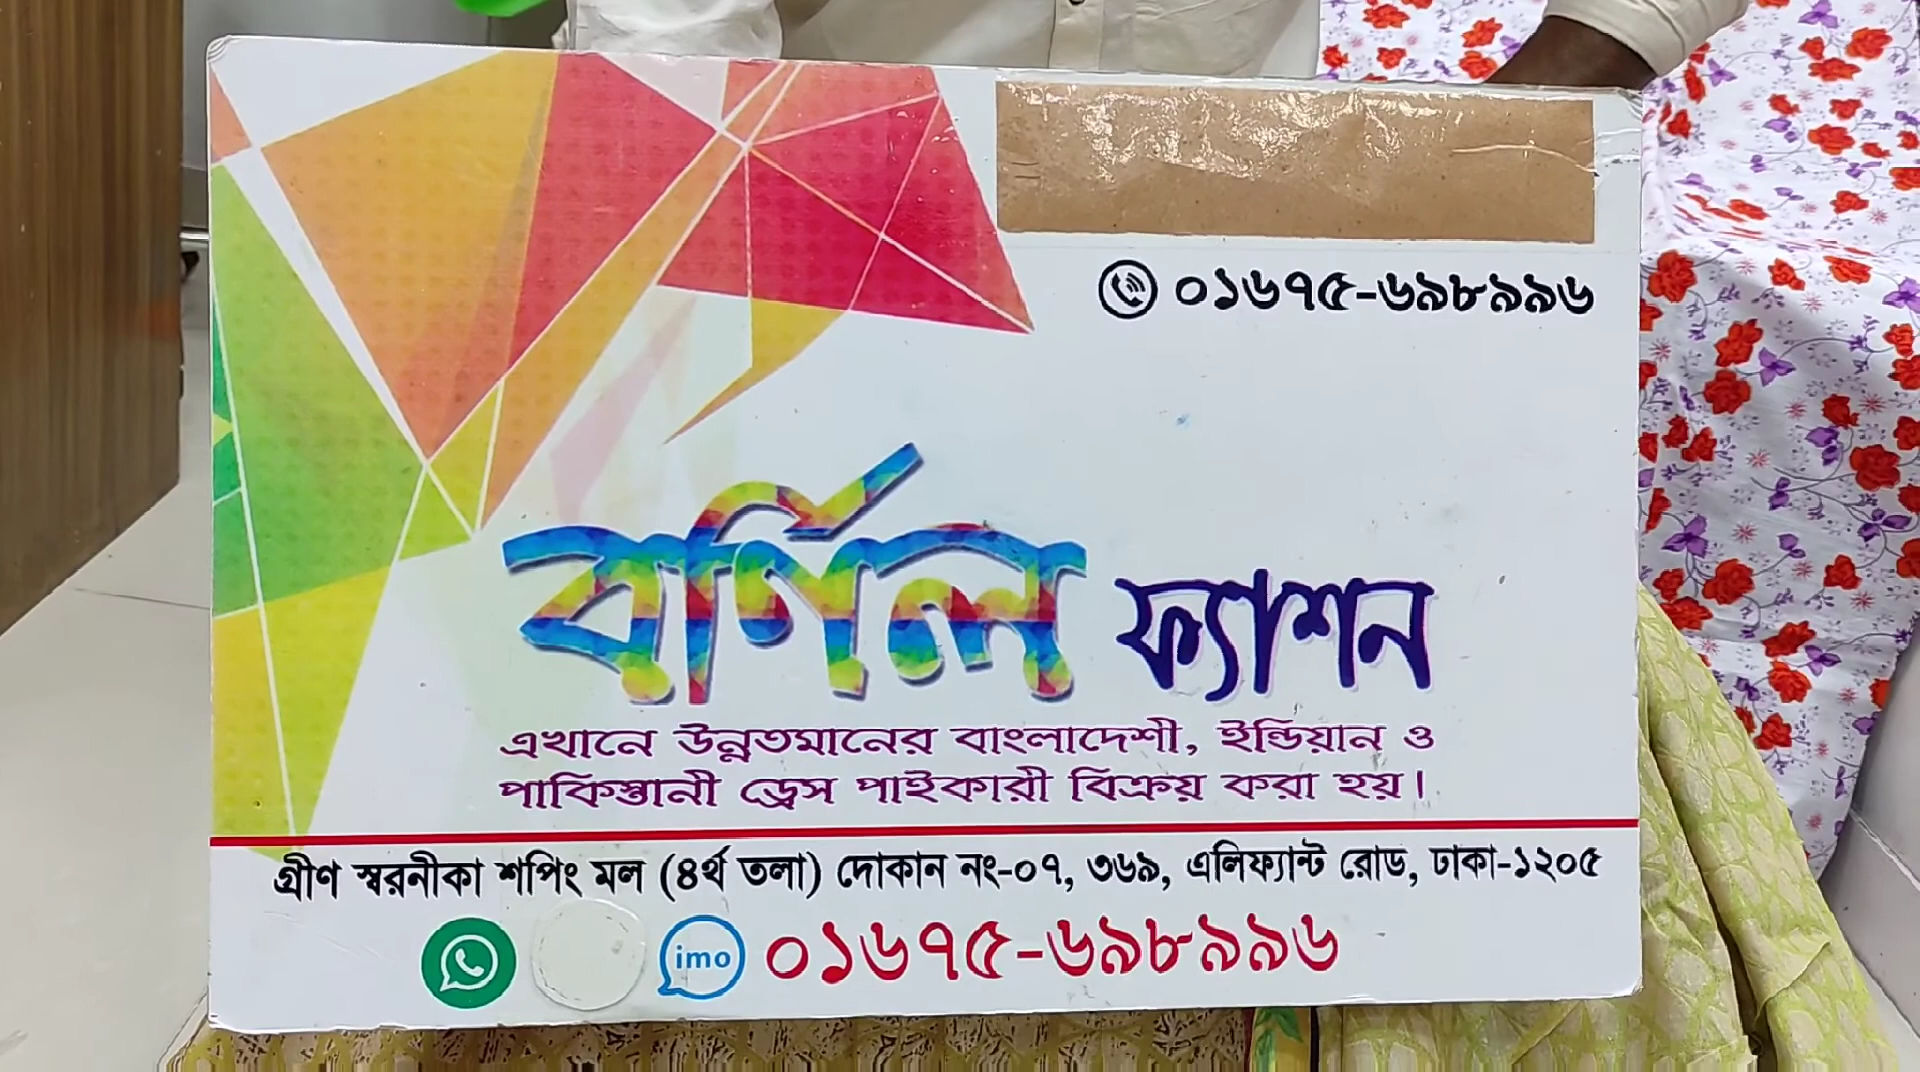 ০১৬৭৫-৬৯৮৯৯৬
বর্ণিল ফ্যাশন
এখানে উন্নতমানের বাংলাদেশী, ইন্ডিয়ান ও
পাকিস্তানী ড্রেস পাইকারী বিক্রয় করা হয়।
গ্রীণ স্বরনীকা শপিং মল (৪র্থ তলা) দোকান নং-০৭, ৩৬৯, এলিফ্যান্ট রোড, ঢাকা-১২০৫
imo ০১৬৭৫-৬৯৮৯৯৬